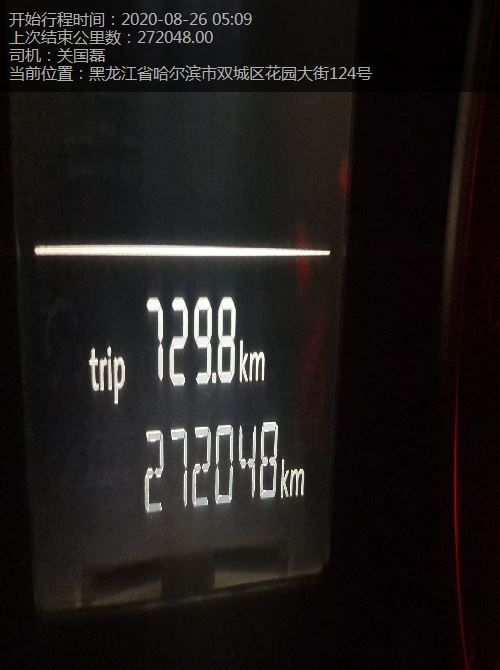 开始行程时间：2020-08-26 05:09
上次结束公里数：272048.00
司机：关国磊
当前位置：黑龙江省哈尔滨市双城区花园大街124号
trip 729.8 km
272048 km